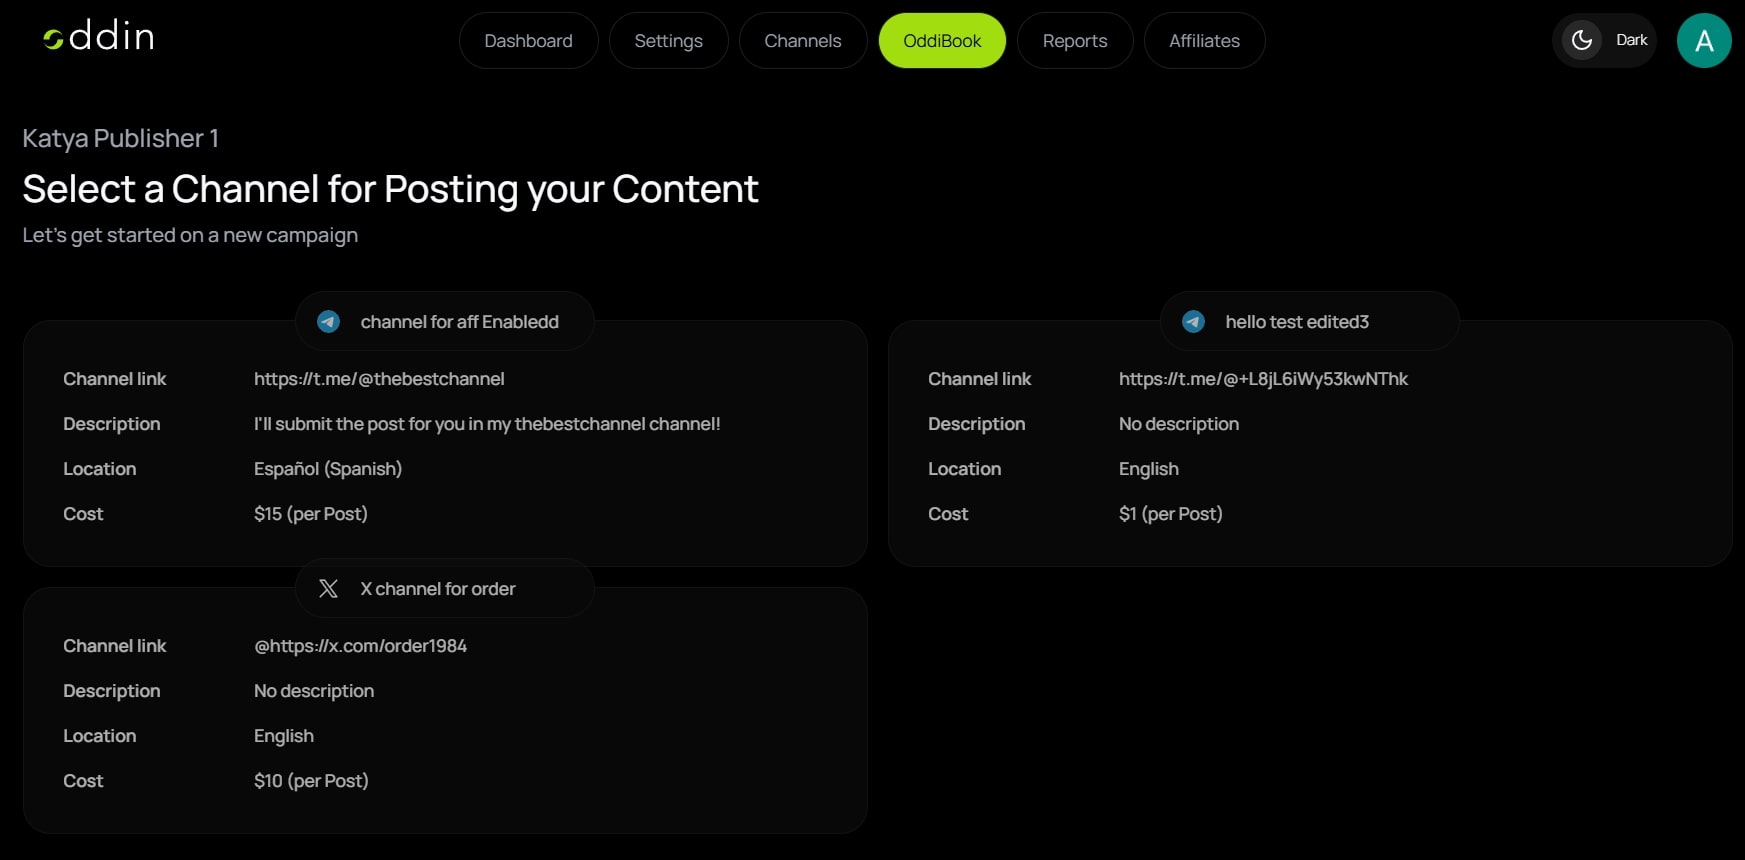 oddin
Dashboard Settings Channels OddiBook Reports Affiliates Dark A
Katya Publisher 1
Select a Channel for Posting your Content
Let's get started on a new campaign
channel for aff Enabledd
Channel link https://t.me/@thebestchannel
Description I'll submit the post for you in my thebestchannel channel!
Location Español (Spanish)
Cost $15 (per Post)
hello test edited3
Channel link https://t.me/@+L8jL6iWy53kwNThk
Description No description
Location English
Cost $1 (per Post)
X channel for order
Channel link @https://x.com/order1984
Description No description
Location English
Cost $10 (per Post)